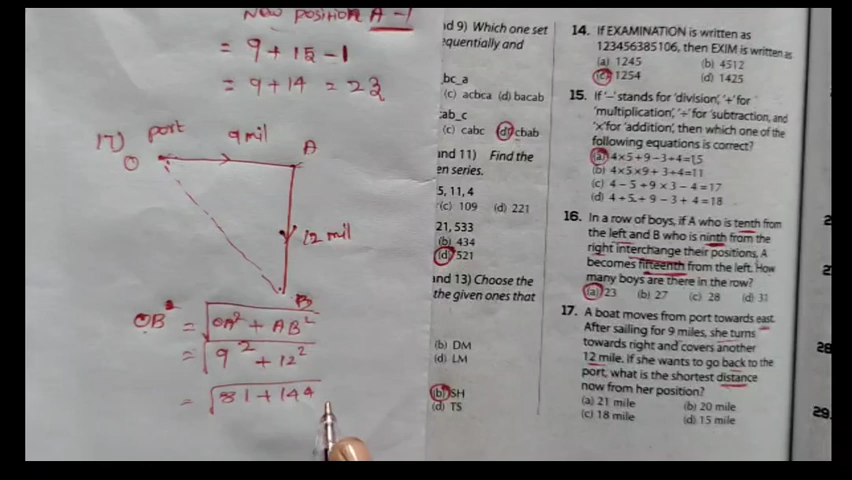 New position A - 1
= 9 + 15 - 1
= 9 + 14 = 23
17) port 9 mil A
O
12 mil
B
OB² = √OA² + AB²
= √9² + 12²
= √81 + 144
nd 9) Which one set
equentially and
_bc_a
(c) acbca (d) bacab
:ab_c
(c) cabc (d) cbab
and 11) Find the
en series.
5, 11, 4
(c) 109 (d) 221
21, 533
(b) 434
(d) 521
and 13) Choose the
the given ones that
(b) DM
(d) LM
(b) SH
(d) TS
14. If EXAMINATION is written as
123456385106, then EXIM is written as
(a) 1245 (b) 4512
(c) 1254 (d) 1425
15. If '–' stands for 'division', '+' for
'multiplication', '÷' for 'subtraction, and
'×' for 'addition', then which one of the
following equations is correct?
(a) 4×5÷9–3+4=15
(b) 4×5×9÷3+4=11
(c) 4 – 5 ÷ 9 × 3 – 4 = 17
(d) 4 ÷ 5 ÷ 9 – 3 + 4 = 18
16. In a row of boys, if A who is tenth from
the left and B who is ninth from the
right interchange their positions, A
becomes fifteenth from the left. How
many boys are there in the row?
(a) 23 (b) 27 (c) 28 (d) 31
17. A boat moves from port towards east.
After sailing for 9 miles, she turns
towards right and covers another
12 mile. If she wants to go back to the
port, what is the shortest distance
now from her position?
(a) 21 mile (b) 20 mile
(c) 18 mile (d) 15 mile
28
29.